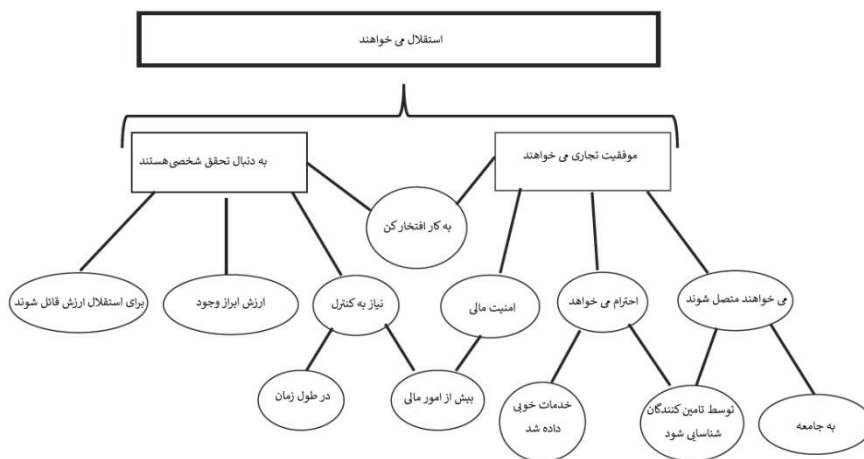 استقلال می خواهند
موفقیت تجاری می خواهند
به دنبال تحقق شخصی هستند
به کار افتخار کن
می خواهند متصل شوند
احترام می خواهد
امنیت مالی
نیاز به کنترل
ارزش ابراز وجود
برای استقلال ارزش قائل شوند
به جامعه
توسط تامین کنندگان
شناسایی شود
خدمات خوبی
داده شد
بیش از امور مالی
در طول زمان